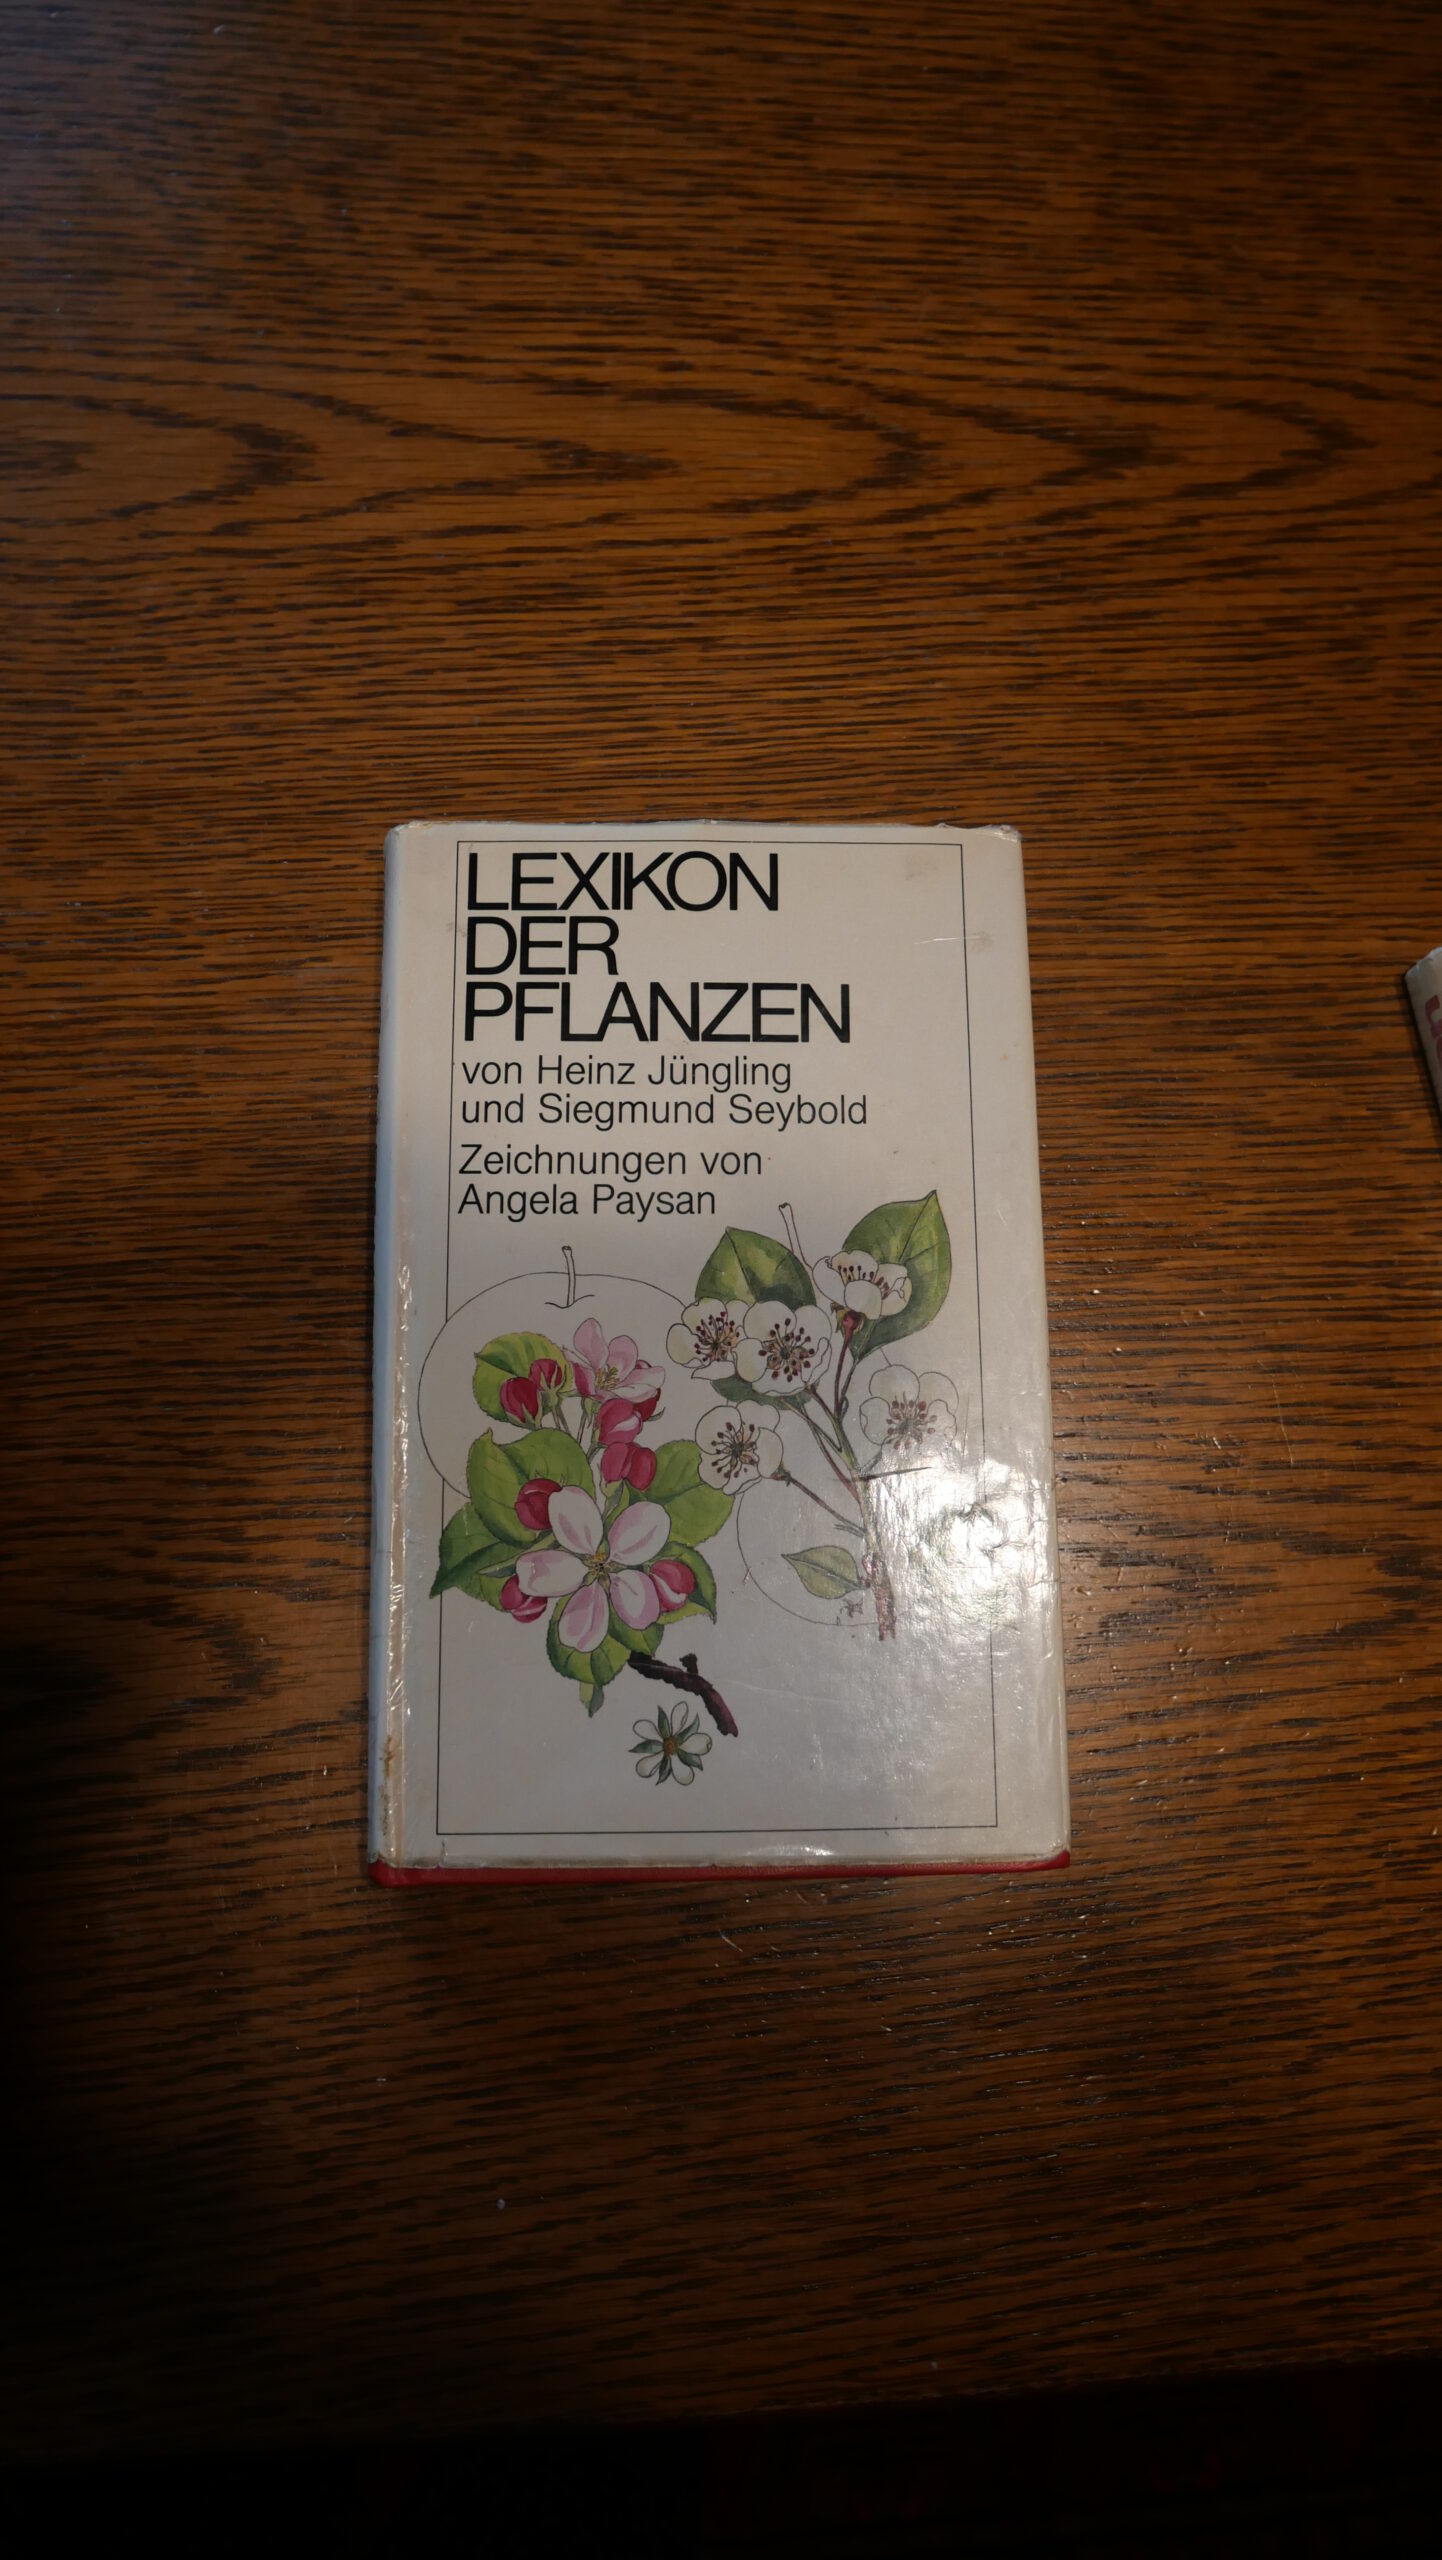 LEXIKON
DER
PFLANZEN
von Heinz Jüngling
und Siegmund Seybold
Zeichnungen von
Angela Paysan